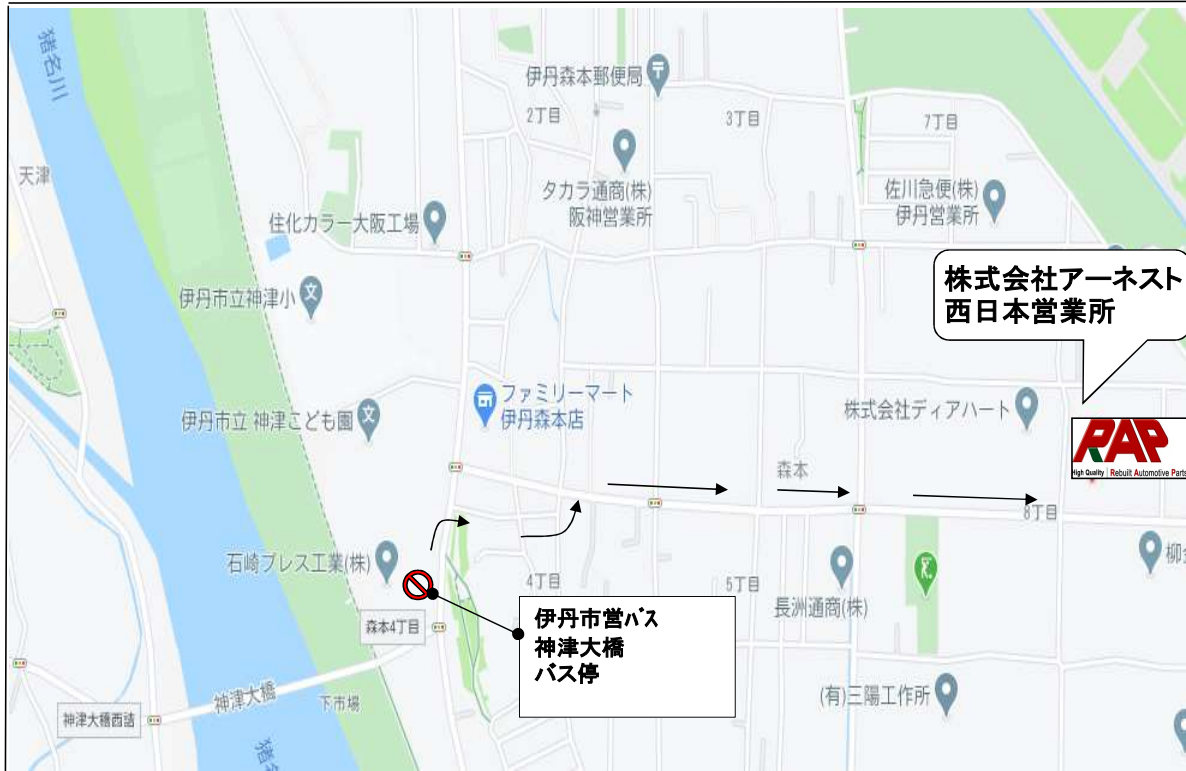 猪名川
伊丹森本郵便局
2丁目
3丁目
7丁目
天津
タカラ通商(株)
阪神営業所
佐川急便(株)
伊丹営業所
住化カラー大阪工場
株式会社アーネスト
西日本営業所
伊丹市立神津小
ファミリーマート
伊丹森本店
株式会社ディアハート
伊丹市立 神津こども園
RAP
High Quality Rebuilt Automotive Parts
森本
8丁目
石崎プレス工業(株)
4丁目
5丁目
長洲通商(株)
柳
伊丹市営バス
神津大橋
バス停
森本4丁目
神津大橋
下市場
(有)三陽工作所
神津大橋西詰
猪名